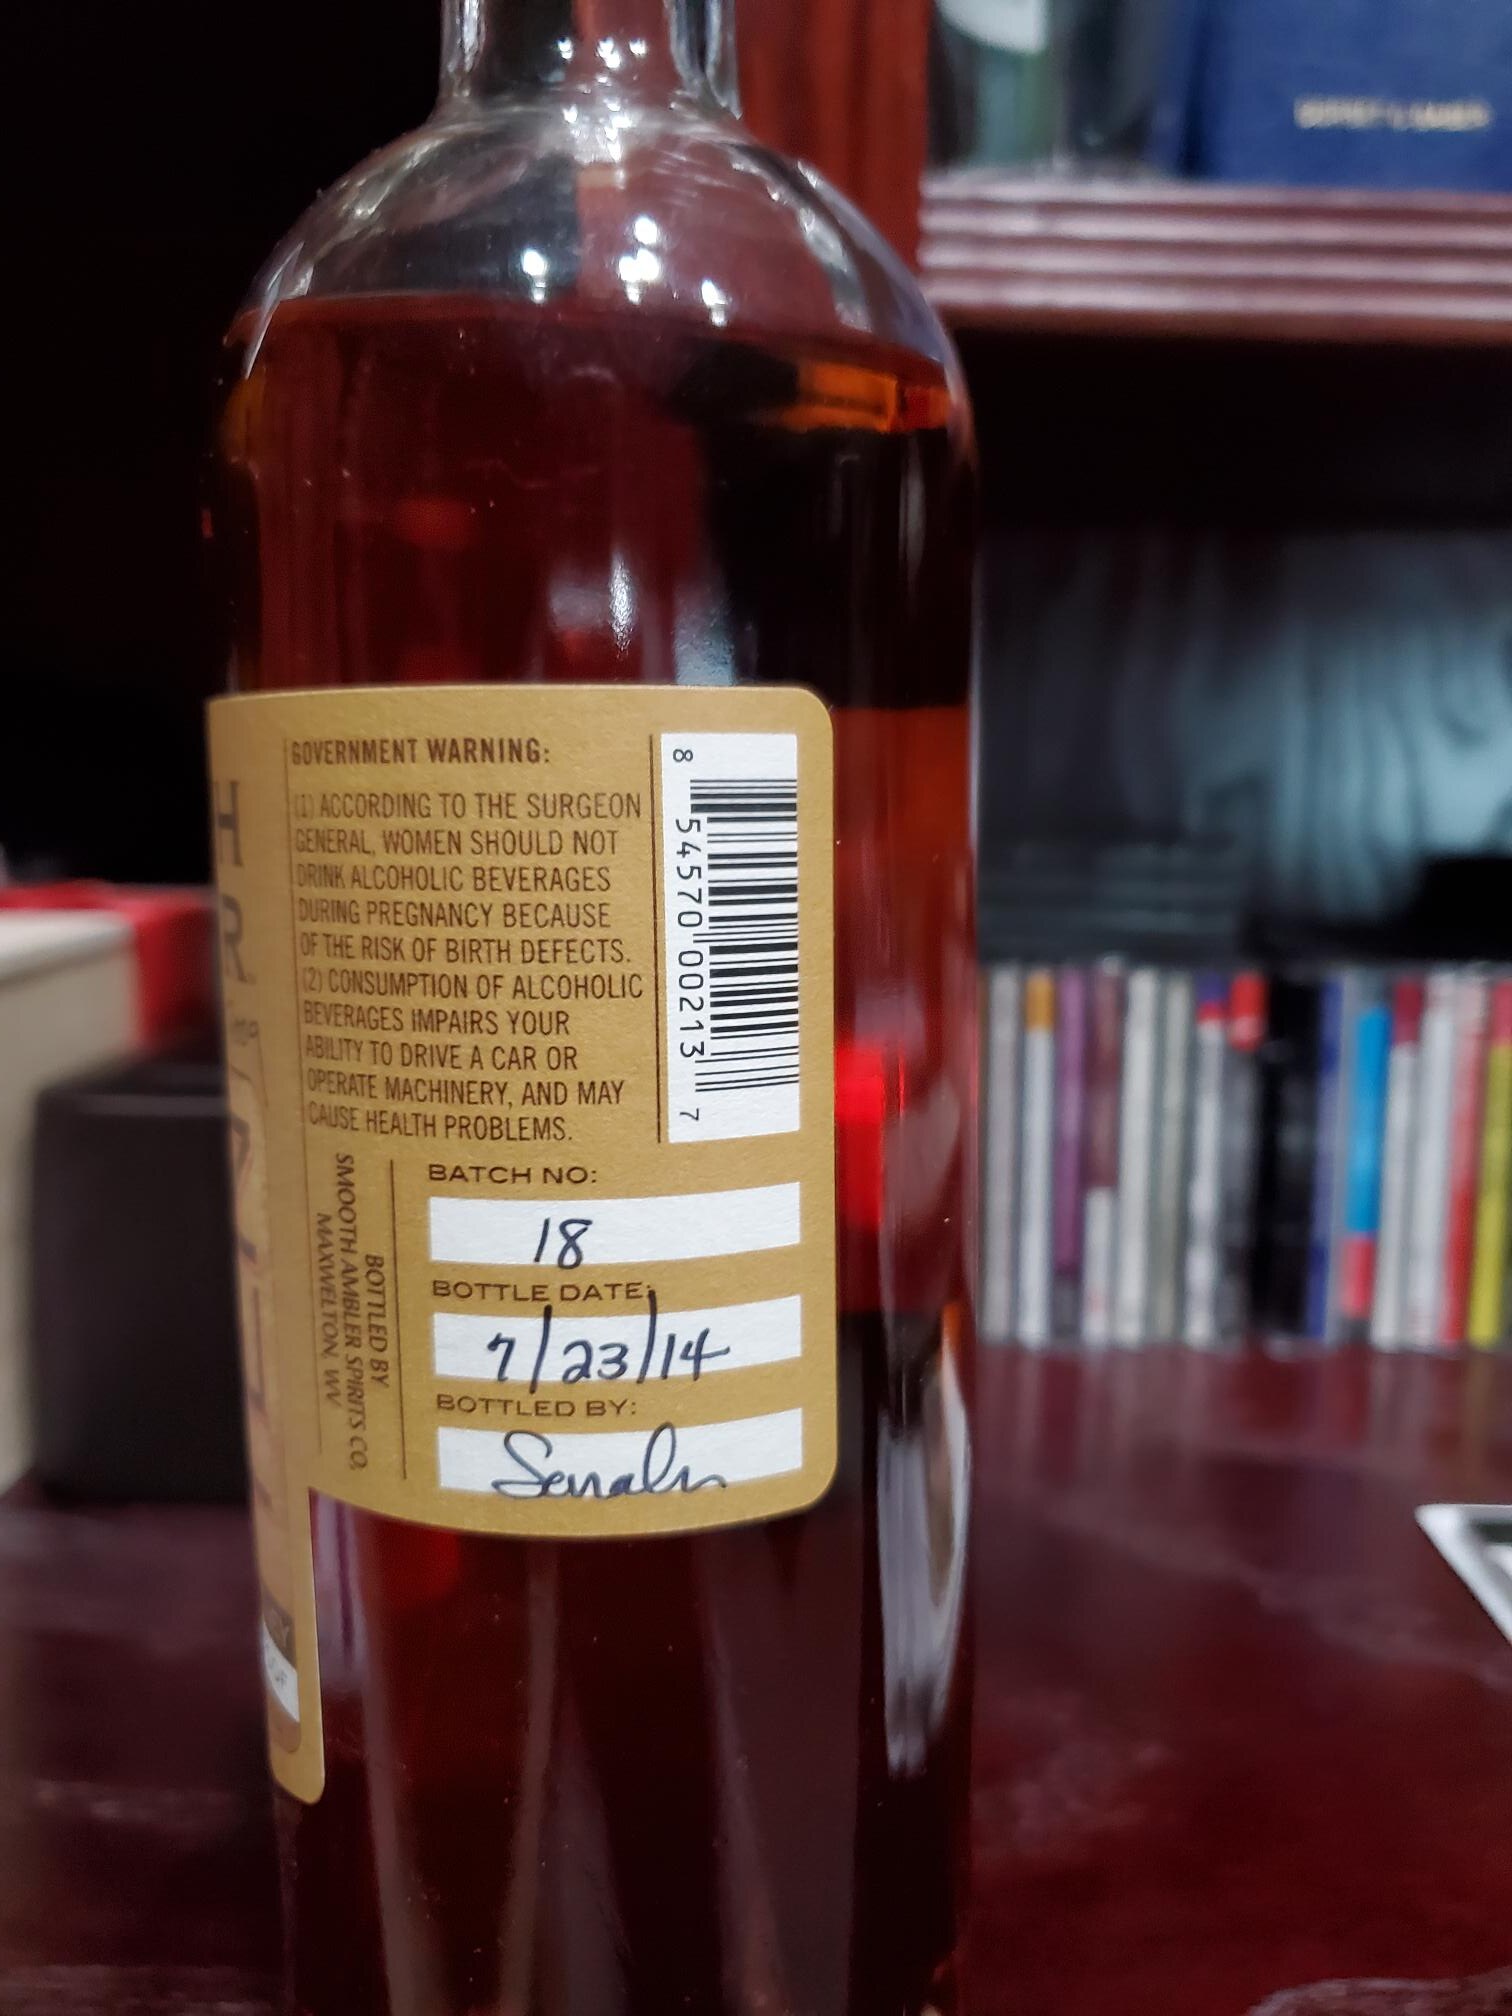 GOVERNMENT WARNING:
(1) ACCORDING TO THE SURGEON
GENERAL, WOMEN SHOULD NOT
DRINK ALCOHOLIC BEVERAGES
DURING PREGNANCY BECAUSE
OF THE RISK OF BIRTH DEFECTS.
(2) CONSUMPTION OF ALCOHOLIC
BEVERAGES IMPAIRS YOUR
ABILITY TO DRIVE A CAR OR
OPERATE MACHINERY, AND MAY
CAUSE HEALTH PROBLEMS.
8 54570 00213 7
BOTTLED BY
SMOOTH AMBLER SPIRITS CO.
MAXWELTON, WV
BATCH NO:
18
BOTTLE DATE:
7/23/14
BOTTLED BY:
H
R